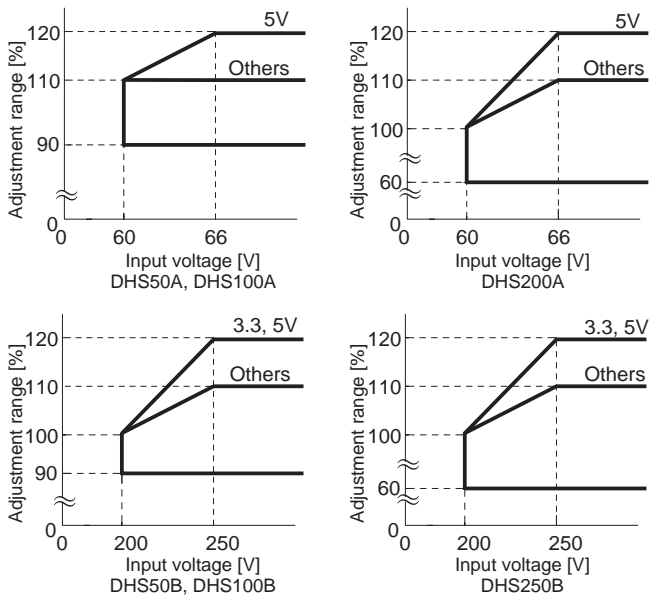 120
110
90
0
Adjustment range [%]
5V
Others
0
60
66
Input voltage [V]
DHS50A, DHS100A
120
110
100
60
0
Adjustment range [%]
5V
Others
0
60
66
Input voltage [V]
DHS200A
120
110
100
90
0
Adjustment range [%]
3.3, 5V
Others
0
200
250
Input voltage [V]
DHS50B, DHS100B
120
110
100
60
0
Adjustment range [%]
3.3, 5V
Others
0
200
250
Input voltage [V]
DHS250B